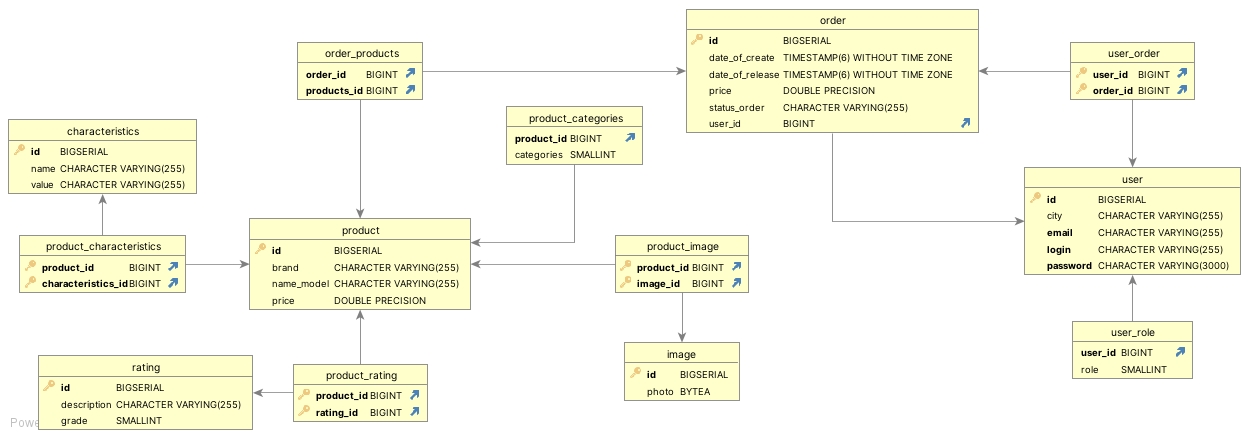 order_products
order_id BIGINT
products_id BIGINT
order
id BIGSERIAL
date_of_create TIMESTAMP(6) WITHOUT TIME ZONE
date_of_release TIMESTAMP(6) WITHOUT TIME ZONE
price DOUBLE PRECISION
status_order CHARACTER VARYING(255)
user_id BIGINT
user_order
user_id BIGINT
order_id BIGINT
characteristics
id BIGSERIAL
name CHARACTER VARYING(255)
value CHARACTER VARYING(255)
product_categories
product_id BIGINT
categories SMALLINT
user
id BIGSERIAL
city CHARACTER VARYING(255)
email CHARACTER VARYING(255)
login CHARACTER VARYING(255)
password CHARACTER VARYING(3000)
product_characteristics
product_id BIGINT
characteristics_id BIGINT
product
id BIGSERIAL
brand CHARACTER VARYING(255)
name_model CHARACTER VARYING(255)
price DOUBLE PRECISION
product_image
product_id BIGINT
image_id BIGINT
user_role
user_id BIGINT
role SMALLINT
image
id BIGSERIAL
photo BYTEA
rating
id BIGSERIAL
description CHARACTER VARYING(255)
grade SMALLINT
product_rating
product_id BIGINT
rating_id BIGINT